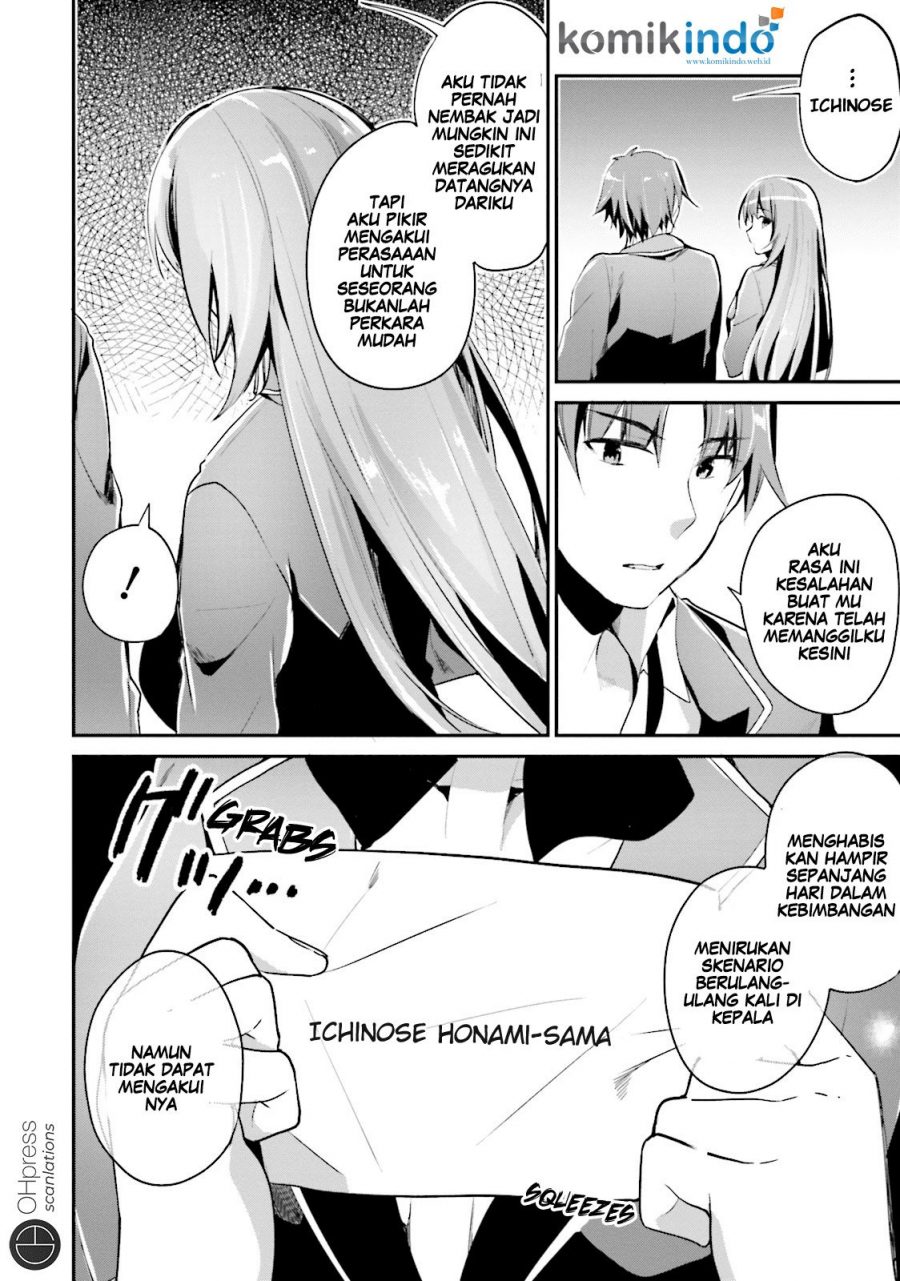 komikindo
www.komikindo.web.id
...
ICHINOSE
AKU
RASA INI
KESALAHAN
BUAT MU
KARENA TELAH
MEMANGGILKU
KESINI
AKU TIDAK
PERNAH
NEMBAK JADI
MUNGKIN INI
SEDIKIT
MERAGUKAN
DATANGNYA
DARIKU
TAPI
AKU PIKIR
MENGAKUI
PERASAAAN
UNTUK
SESEORANG
BUKANLAH
PERKARA
MUDAH
!
MENGHABIS
KAN HAMPIR
SEPANJANG
HARI DALAM
KEBIMBANGAN
MENIRUKAN
SKENARIO
BERULANG-
ULANG KALI DI
KEPALA
GRABS
ICHINOSE HONAMI-SAMA
NAMUN
TIDAK DAPAT
MENGAKUI
NYA
SQLEEZES
OHpress
scanlations